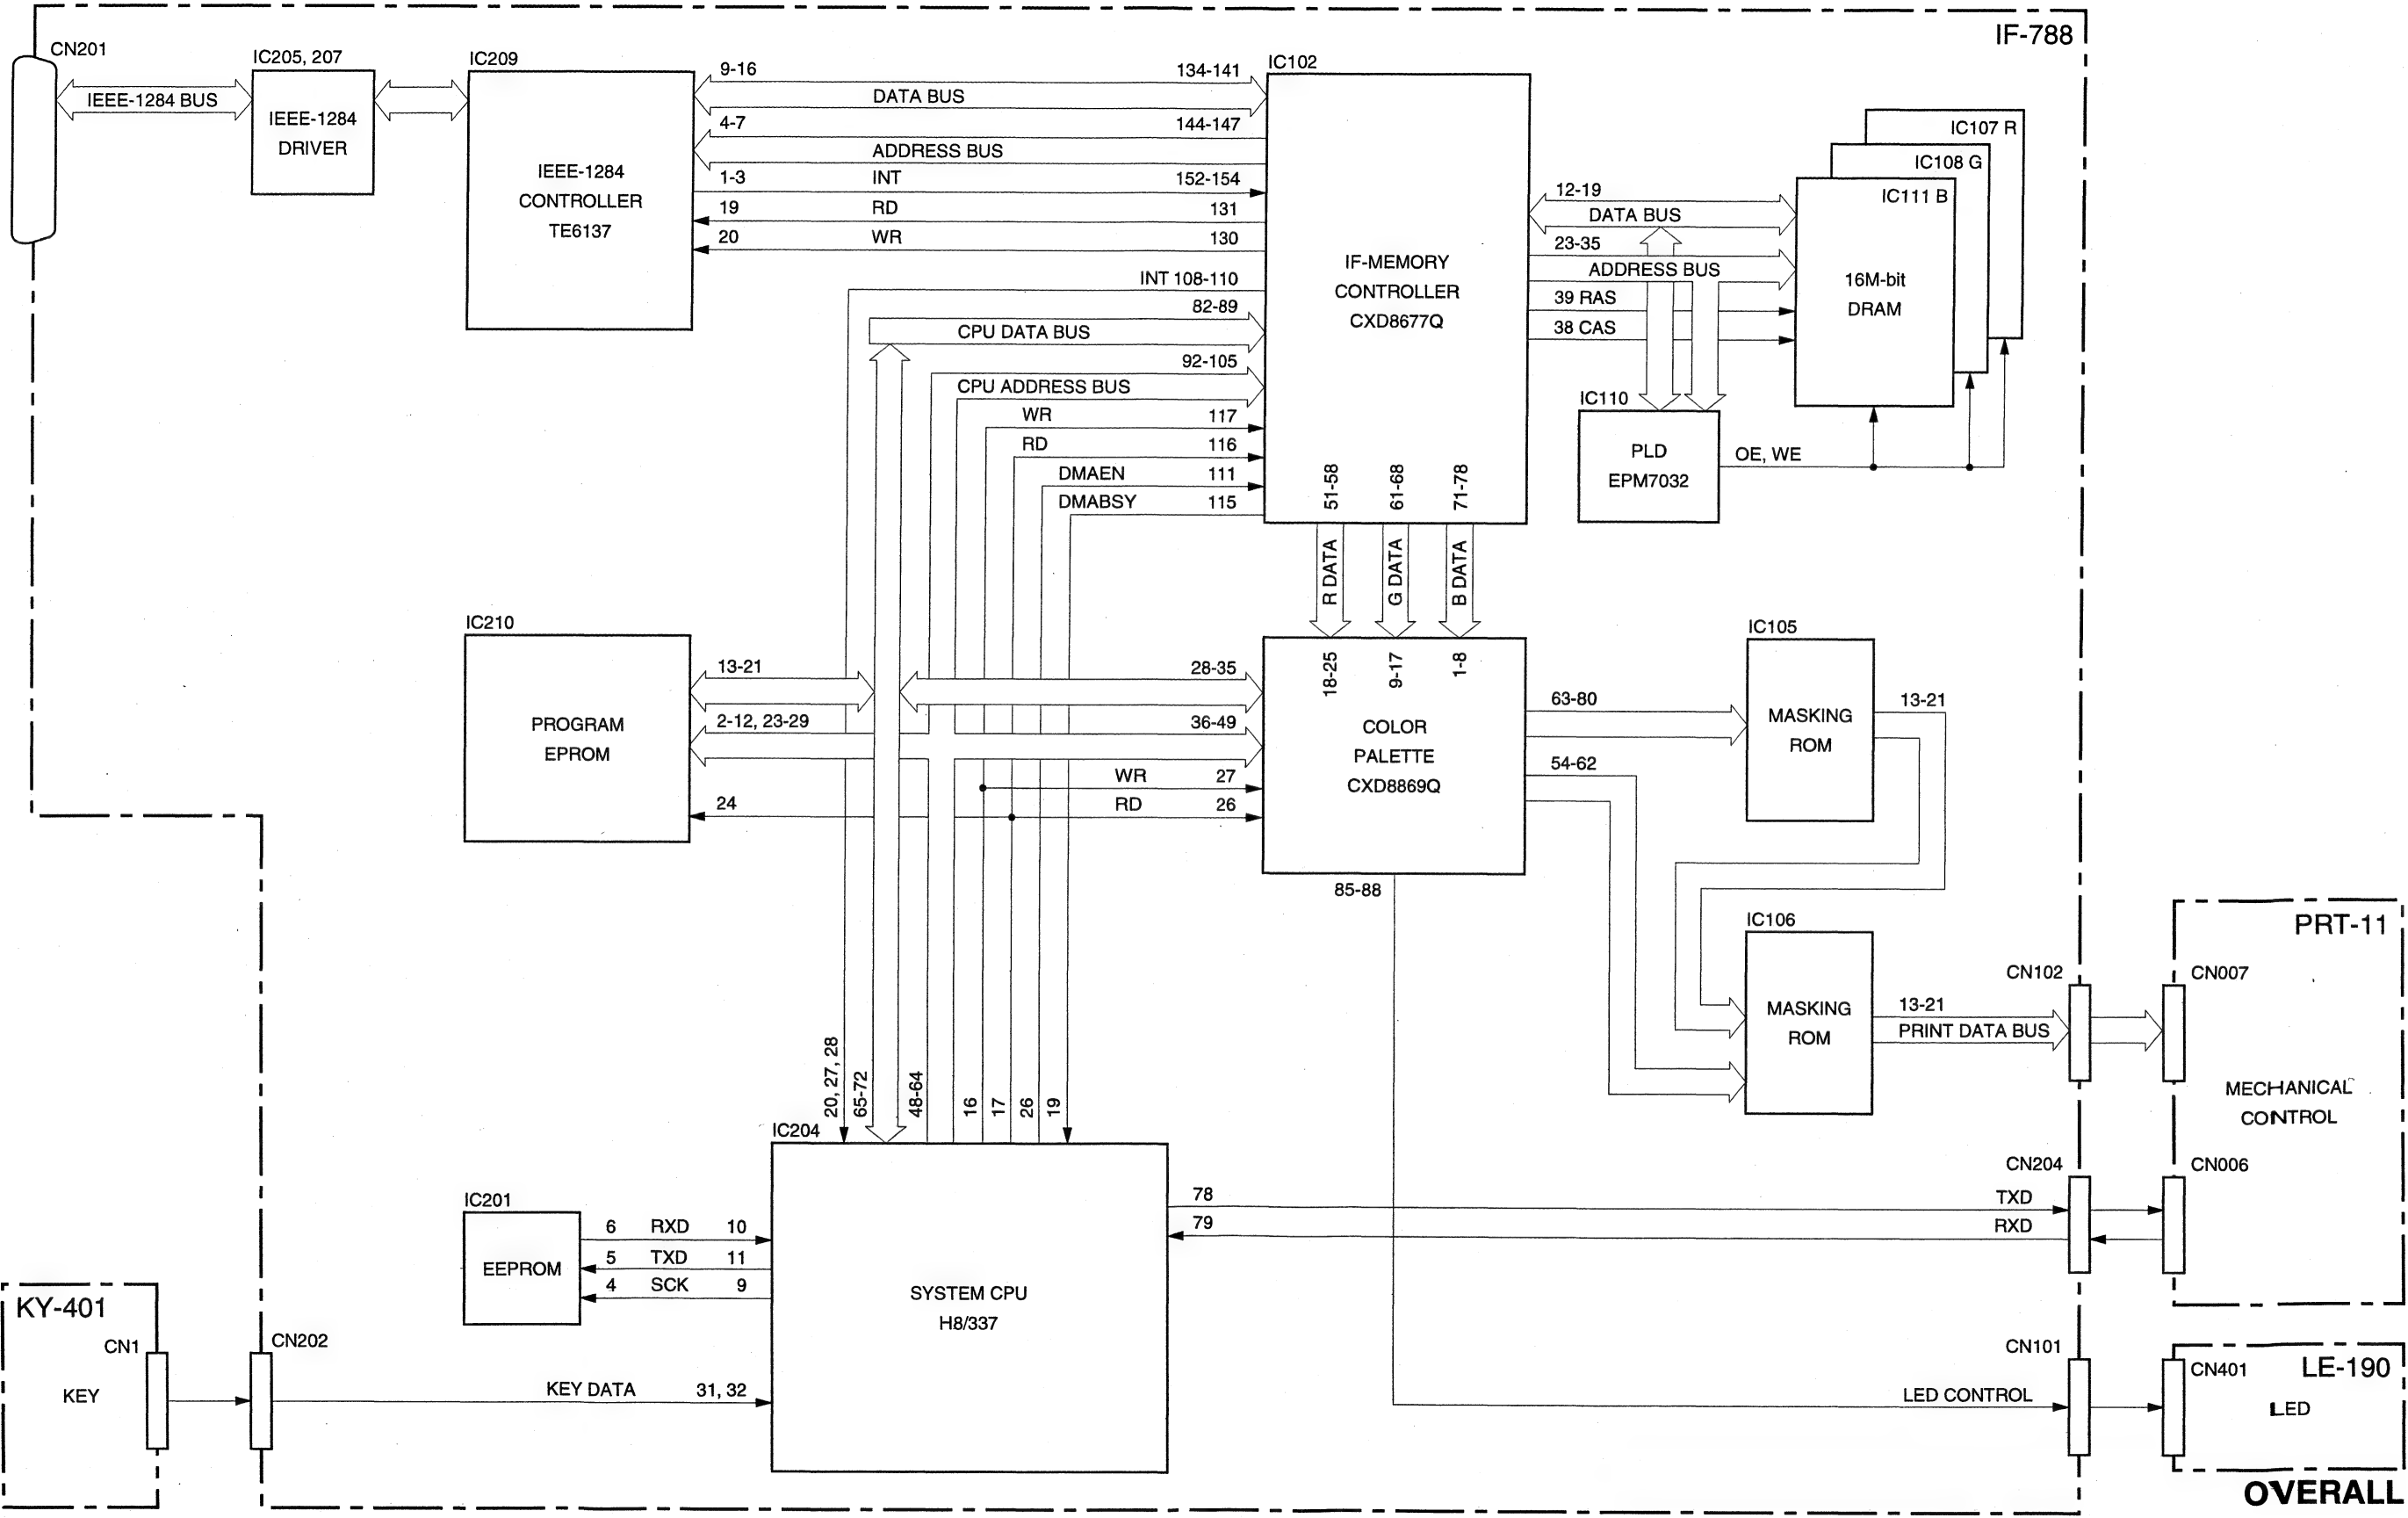 IF-788
CN201
IEEE-1284 BUS
IC205, 207
IEEE-1284
DRIVER
IC209
IEEE-1284
CONTROLLER
TE6137
9-16
134-141
DATA BUS
4-7
144-147
ADDRESS BUS
1-3
INT
152-154
19
RD
131
20
WR
130
INT 108-110
82-89
CPU DATA BUS
92-105
CPU ADDRESS BUS
WR
117
RD
116
DMAEN
111
DMABSY
115
IC102
IF-MEMORY
CONTROLLER
CXD8677Q
51-58
61-68
71-78
12-19
DATA BUS
23-35
ADDRESS BUS
39 RAS
38 CAS
IC107 R
IC108 G
IC111 B
16M-bit
DRAM
IC110
PLD
EPM7032
OE, WE
R DATA
G DATA
B DATA
IC210
PROGRAM
EPROM
13-21
28-35
2-12, 23-29
36-49
WR
27
24
RD
26
18-25
9-17
1-8
COLOR
PALETTE
CXD8869Q
85-88
63-80
54-62
IC105
MASKING
ROM
13-21
IC106
MASKING
ROM
13-21
PRINT DATA BUS
CN102
CN007
PRT-11
MECHANICAL
CONTROL
CN204
CN006
20, 27, 28
65-72
48-64
16
17
26
19
IC204
SYSTEM CPU
H8/337
78
TXD
79
RXD
IC201
EEPROM
6
RXD
10
5
TXD
11
4
SCK
9
KY-401
CN1
KEY
CN202
KEY DATA
31, 32
CN101
LED CONTROL
CN401
LE-190
LED
OVERALL